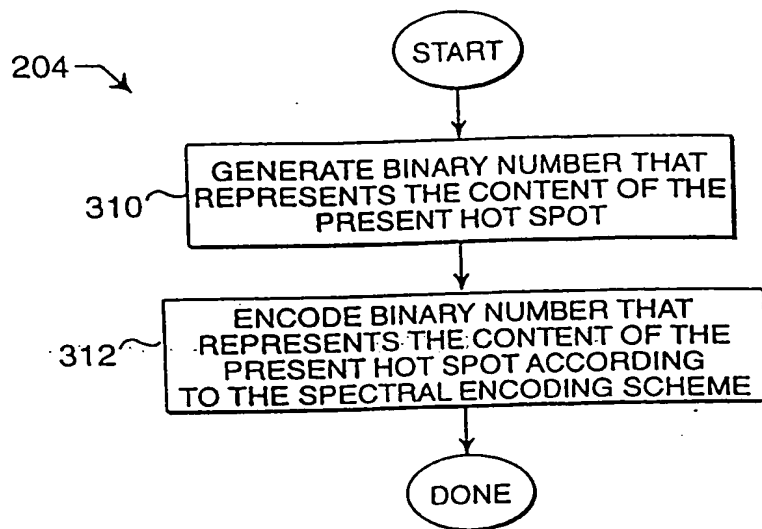 START
204
GENERATE BINARY NUMBER THAT
REPRESENTS THE CONTENT OF THE
PRESENT HOT SPOT
310
ENCODE BINARY NUMBER THAT
REPRESENTS THE CONTENT OF THE
PRESENT HOT SPOT ACCORDING
TO THE SPECTRAL ENCODING SCHEME
312
DONE